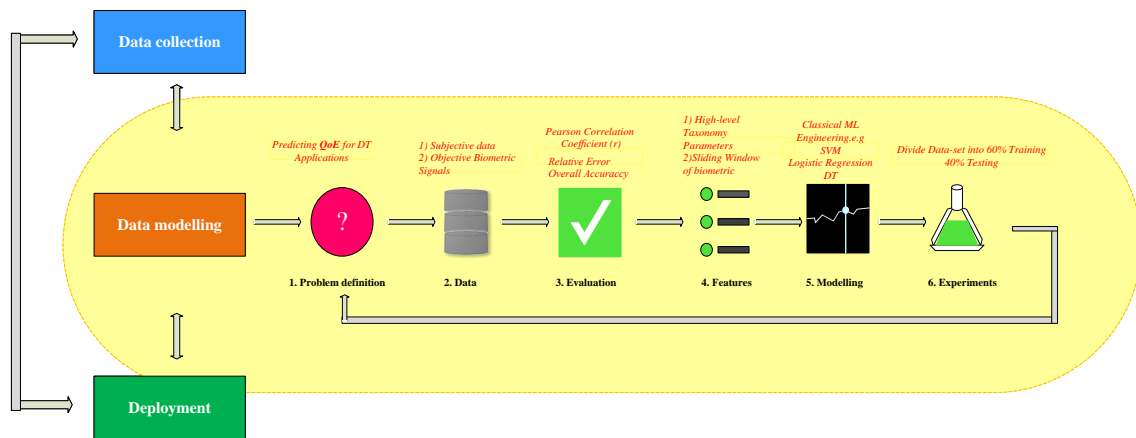 Data collection
Data modelling
Deployment
Predicting QoE for DT
Applications
?
1. Problem definition
1) Subjective data
2) Objective Biometric
Signals
2. Data
Pearson Correlation
Coefficient (r)
Relative Error
Overall Accuraccy
3. Evaluation
1) High-level
Taxonomy
Parameters
2)Sliding Window
of biometric
4. Features
Classical ML
Engineering.e.g
SVM
Logistic Regression
DT
5. Modelling
Divide Data-set into 60% Training
40% Testing
6. Experiments